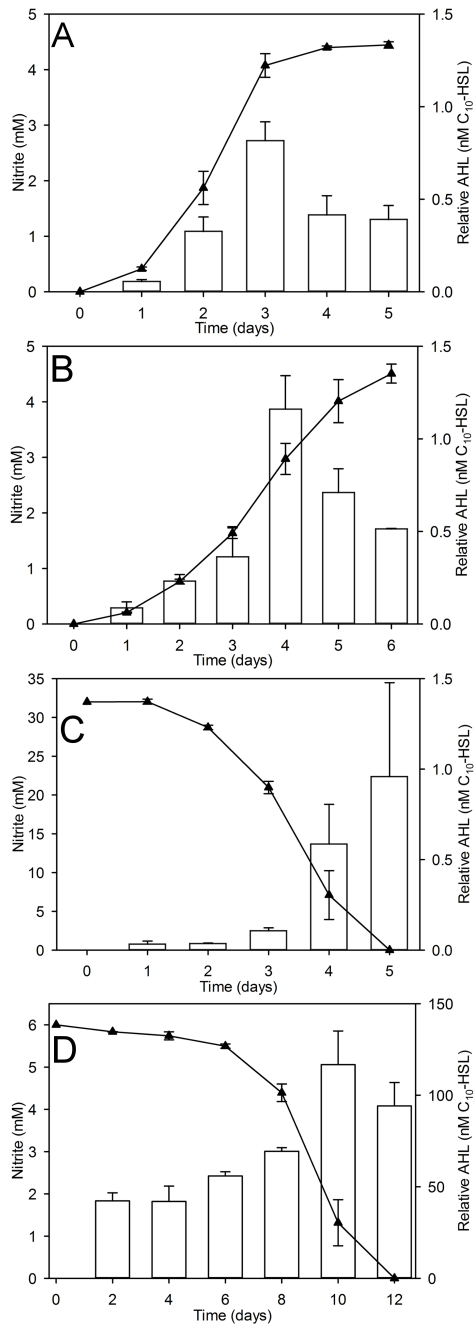 A
5
4
3
2
1
0
Nitrite (mM)
1.5
1.0
0.5
0.0
Relative AHL (nM C₁₀-HSL)
0 1 2 3 4 5
Time (days)
B
5
4
3
2
1
0
Nitrite (mM)
1.5
1.0
0.5
0.0
Relative AHL (nM C₁₀-HSL)
0 1 2 3 4 5 6
Time (days)
C
35
30
25
20
15
10
5
0
Nitrite (mM)
1.5
1.0
0.5
0.0
Relative AHL (nM C₁₀-HSL)
0 1 2 3 4 5
Time (days)
D
6
5
4
3
2
1
0
Nitrite (mM)
150
100
50
0
Relative AHL (nM C₁₀-HSL)
0 2 4 6 8 10 12
Time (days)